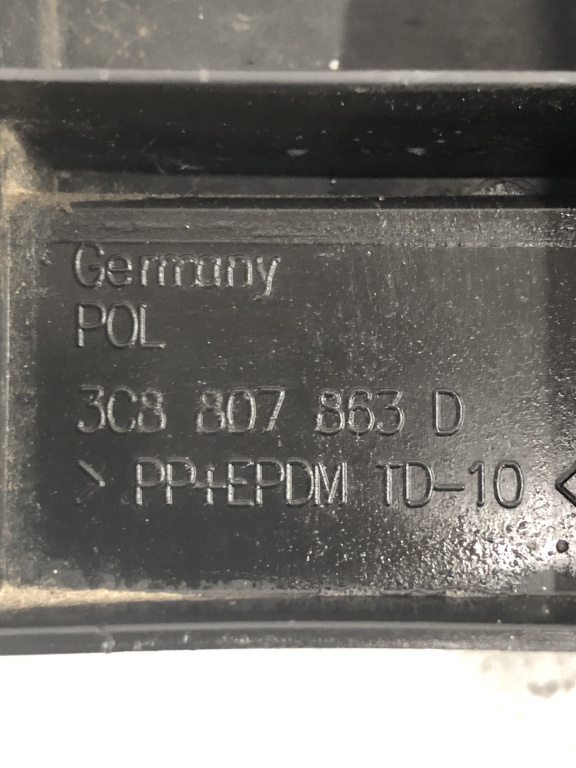 Germany
POL
3C8 807 863 D
> PP+EPDM TD-10 <